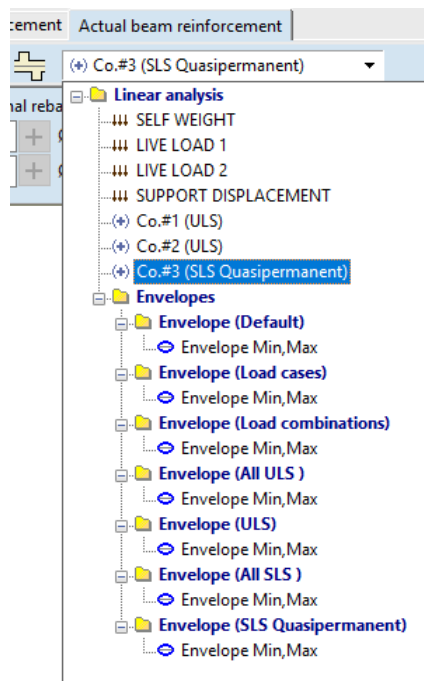 Actual beam reinforcement
Co.#3 (SLS Quasipermanent)
Linear analysis
SELF WEIGHT
LIVE LOAD 1
LIVE LOAD 2
SUPPORT DISPLACEMENT
Co.#1 (ULS)
Co.#2 (ULS)
Co.#3 (SLS Quasipermanent)
Envelopes
Envelope (Default)
Envelope Min,Max
Envelope (Load cases)
Envelope Min,Max
Envelope (Load combinations)
Envelope Min,Max
Envelope (All ULS )
Envelope Min,Max
Envelope (ULS)
Envelope Min,Max
Envelope (All SLS )
Envelope Min,Max
Envelope (SLS Quasipermanent)
Envelope Min,Max